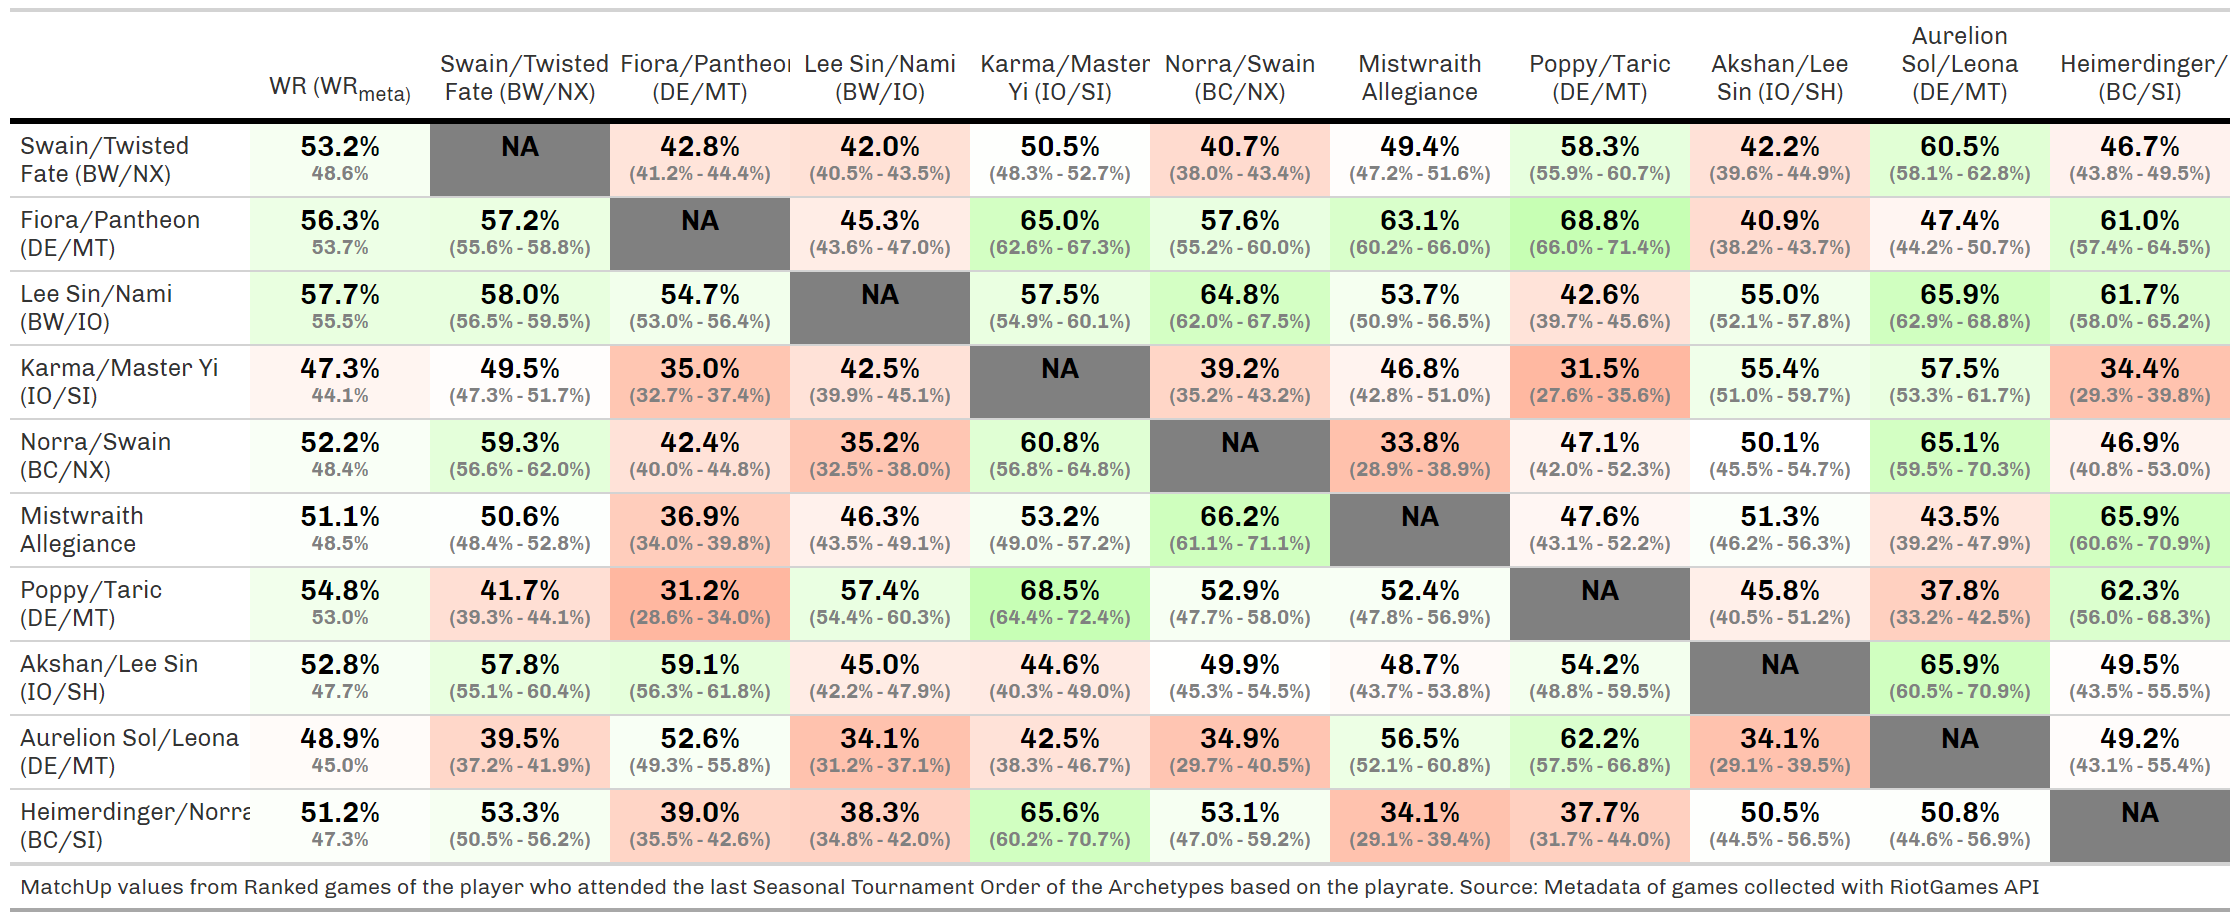 WR (WRmeta) Swain/Twisted Fate (BW/NX) Fiora/Pantheon (DE/MT) Lee Sin/Nami (BW/IO) Karma/Master Yi (IO/SI) Norra/Swain (BC/NX) Mistwraith Allegiance Poppy/Taric (DE/MT) Akshan/Lee Sin (IO/SH) Aurelion Sol/Leona (DE/MT) Heimerdinger/ (BC/SI)
Swain/Twisted 53.2% NA 42.8% 42.0% 50.5% 40.7% 49.4% 58.3% 42.2% 60.5% 46.7%
Fate (BW/NX) 48.6% (41.2% - 44.4%) (40.5% - 43.5%) (48.3% - 52.7%) (38.0% - 43.4%) (47.2% - 51.6%) (55.9% - 60.7%) (39.6% - 44.9%) (58.1% - 62.8%) (43.8% - 49.5%)
Fiora/Pantheon 56.3% 57.2% NA 45.3% 65.0% 57.6% 63.1% 68.8% 40.9% 47.4% 61.0%
(DE/MT) 53.7% (55.6% - 58.8%) (43.6% - 47.0%) (62.6% - 67.3%) (55.2% - 60.0%) (60.2% - 66.0%) (66.0% - 71.4%) (38.2% - 43.7%) (44.2% - 50.7%) (57.4% - 64.5%)
Lee Sin/Nami 57.7% 58.0% 54.7% NA 57.5% 64.8% 53.7% 42.6% 55.0% 65.9% 61.7%
(BW/IO) 55.5% (56.5% - 59.5%) (53.0% - 56.4%) (54.9% - 60.1%) (62.0% - 67.5%) (50.9% - 56.5%) (39.7% - 45.6%) (52.1% - 57.8%) (62.9% - 68.8%) (58.0% - 65.2%)
Karma/Master Yi 47.3% 49.5% 35.0% 42.5% NA 39.2% 46.8% 31.5% 55.4% 57.5% 34.4%
(IO/SI) 44.1% (47.3% - 51.7%) (32.7% - 37.4%) (39.9% - 45.1%) (35.2% - 43.2%) (42.8% - 51.0%) (27.6% - 35.6%) (51.0% - 59.7%) (53.3% - 61.7%) (29.3% - 39.8%)
Norra/Swain 52.2% 59.3% 42.4% 35.2% 60.8% NA 33.8% 47.1% 50.1% 65.1% 46.9%
(BC/NX) 48.4% (56.6% - 62.0%) (40.0% - 44.8%) (32.5% - 38.0%) (56.8% - 64.8%) (28.9% - 38.9%) (42.0% - 52.3%) (45.5% - 54.7%) (59.5% - 70.3%) (40.8% - 53.0%)
Mistwraith 51.1% 50.6% 36.9% 46.3% 53.2% 66.2% NA 47.6% 51.3% 43.5% 65.9%
Allegiance 48.5% (48.4% - 52.8%) (34.0% - 39.8%) (43.5% - 49.1%) (49.0% - 57.2%) (61.1% - 71.1%) (43.1% - 52.2%) (46.2% - 56.3%) (39.2% - 47.9%) (60.6% - 70.9%)
Poppy/Taric 54.8% 41.7% 31.2% 57.4% 68.5% 52.9% 52.4% NA 45.8% 37.8% 62.3%
(DE/MT) 53.0% (39.3% - 44.1%) (28.6% - 34.0%) (54.4% - 60.3%) (64.4% - 72.4%) (47.7% - 58.0%) (47.8% - 56.9%) (40.5% - 51.2%) (33.2% - 42.5%) (56.0% - 68.3%)
Akshan/Lee Sin 52.8% 57.8% 59.1% 45.0% 44.6% 49.9% 48.7% 54.2% NA 65.9% 49.5%
(IO/SH) 47.7% (55.1% - 60.4%) (56.3% - 61.8%) (42.2% - 47.9%) (40.3% - 49.0%) (45.3% - 54.5%) (43.7% - 53.8%) (48.8% - 59.5%) (60.5% - 70.9%) (43.5% - 55.5%)
Aurelion Sol/Leona 48.9% 39.5% 52.6% 34.1% 42.5% 34.9% 56.5% 62.2% 34.1% NA 49.2%
(DE/MT) 45.0% (37.2% - 41.9%) (49.3% - 55.8%) (31.2% - 37.1%) (38.3% - 46.7%) (29.7% - 40.5%) (52.1% - 60.8%) (57.5% - 66.8%) (29.1% - 39.5%) (43.1% - 55.4%)
Heimerdinger/Norra 51.2% 53.3% 39.0% 38.3% 65.6% 53.1% 34.1% 37.7% 50.5% 50.8% NA
(BC/SI) 47.3% (50.5% - 56.2%) (35.5% - 42.6%) (34.8% - 42.0%) (60.2% - 70.7%) (47.0% - 59.2%) (29.1% - 39.4%) (31.7% - 44.0%) (44.5% - 56.5%) (44.6% - 56.9%)
MatchUp values from Ranked games of the player who attended the last Seasonal Tournament Order of the Archetypes based on the playrate. Source: Metadata of games collected with RiotGames API